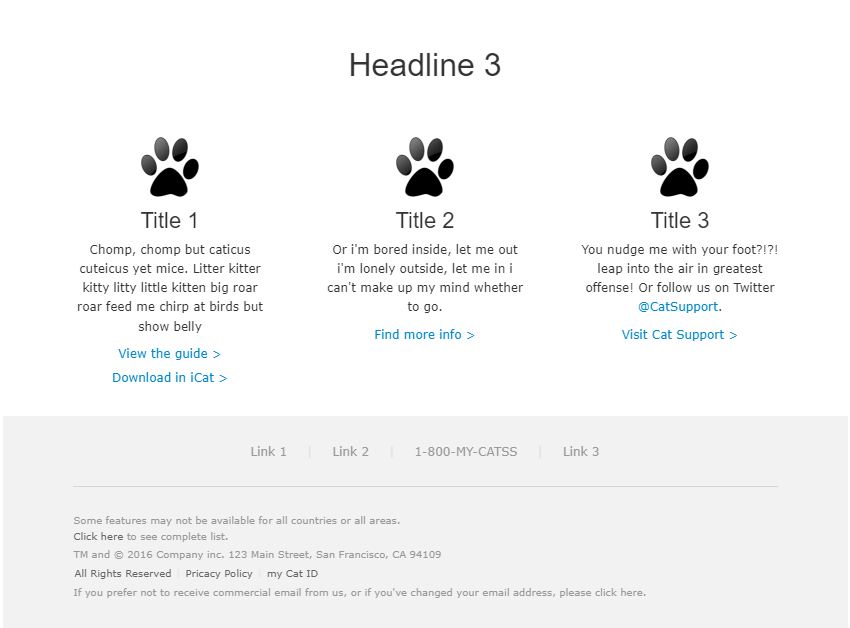 Headline 3
Title 1
Chomp, chomp but caticus
cuteicus yet mice. Litter kitter
kitty litty little kitten big roar
roar feed me chirp at birds but
show belly
View the guide >
Download in iCat >
Title 2
Or i'm bored inside, let me out
i'm lonely outside, let me in i
can't make up my mind whether
to go.
Find more info >
Title 3
You nudge me with your foot?!?!
leap into the air in greatest
offense! Or follow us on Twitter
@CatSupport.
Visit Cat Support >
Link 1 | Link 2 | 1-800-MY-CATSS | Link 3
Some features may not be available for all countries or all areas.
Click here to see complete list.
TM and © 2016 Company inc. 123 Main Street, San Francisco, CA 94109
All Rights Reserved | Privacy Policy | my Cat ID
If you prefer not to receive commercial email from us, or if you've changed your email address, please click here.